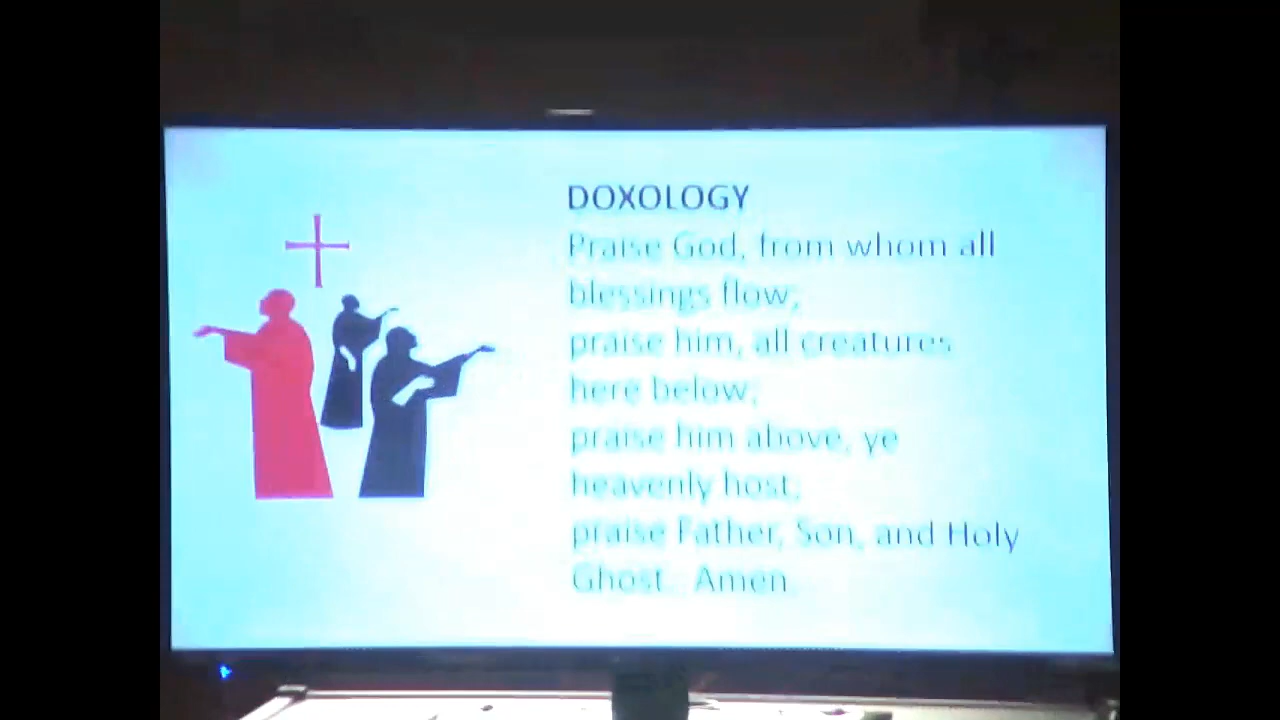 DOXOLOGY
Praise God, from whom all
blessings flow;
praise him, all creatures
here below;
praise him above, ye
heavenly host;
praise Father, Son, and Holy
Ghost. Amen